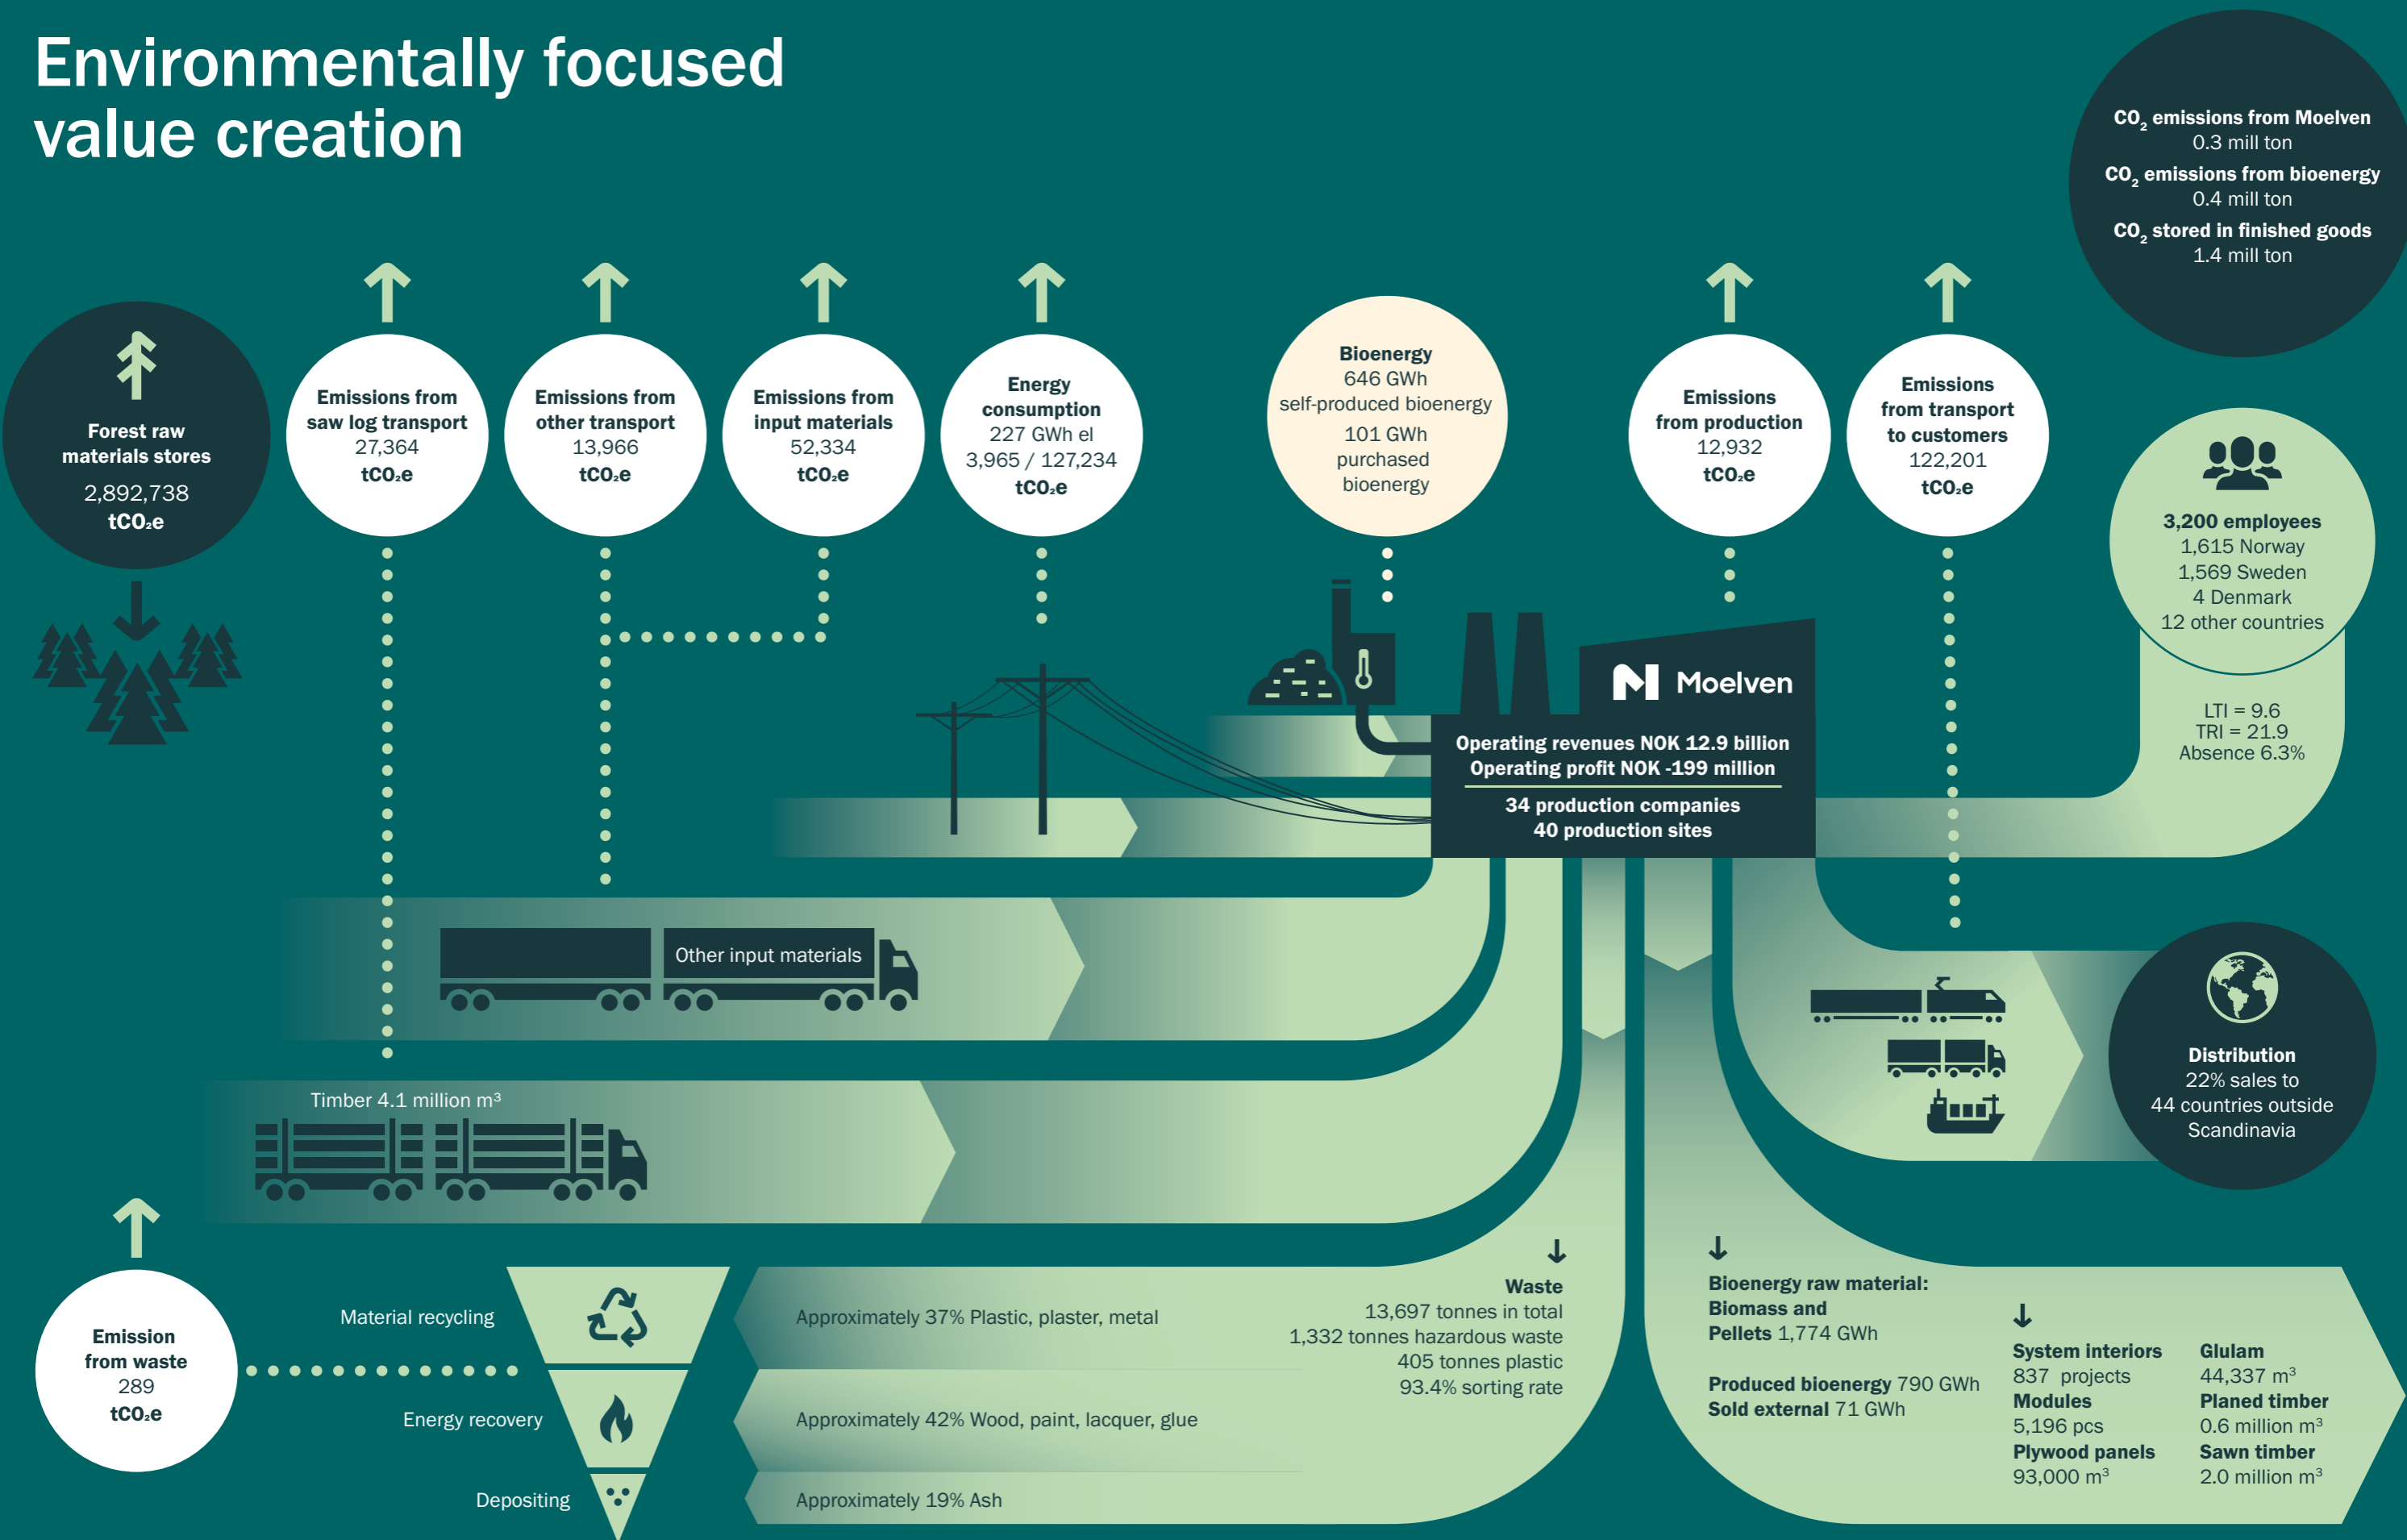 Environmentally focused
value creation
CO₂ emissions from Moelven
0.3 mill ton
CO₂ emissions from bioenergy
0.4 mill ton
CO₂ stored in finished goods
1.4 mill ton
Forest raw
materials stores
2,892,738
tCO₂e
Emissions from
saw log transport
27,364
tCO₂e
Emissions from
other transport
13,966
tCO₂e
Emissions from
input materials
52,334
tCO₂e
Energy
consumption
227 GWh el
3,965 / 127,234
tCO₂e
Bioenergy
646 GWh
self-produced bioenergy
101 GWh
purchased
bioenergy
Emissions
from production
12,932
tCO₂e
Emissions
from transport
to customers
122,201
tCO₂e
3,200 employees
1,615 Norway
1,569 Sweden
4 Denmark
12 other countries
LTI = 9.6
TRI = 21.9
Absence 6.3%
Moelven
Operating revenues NOK 12.9 billion
Operating profit NOK -199 million
34 production companies
40 production sites
Other input materials
Timber 4.1 million m³
Distribution
22% sales to
44 countries outside
Scandinavia
Emission
from waste
289
tCO₂e
Material recycling
Energy recovery
Depositing
Approximately 37% Plastic, plaster, metal
Approximately 42% Wood, paint, lacquer, glue
Approximately 19% Ash
Waste
13,697 tonnes in total
1,332 tonnes hazardous waste
405 tonnes plastic
93.4% sorting rate
Bioenergy raw material:
Biomass and
Pellets 1,774 GWh
Produced bioenergy 790 GWh
Sold external 71 GWh
System interiors
837 projects
Modules
5,196 pcs
Plywood panels
93,000 m³
Glulam
44,337 m³
Planed timber
0.6 million m³
Sawn timber
2.0 million m³